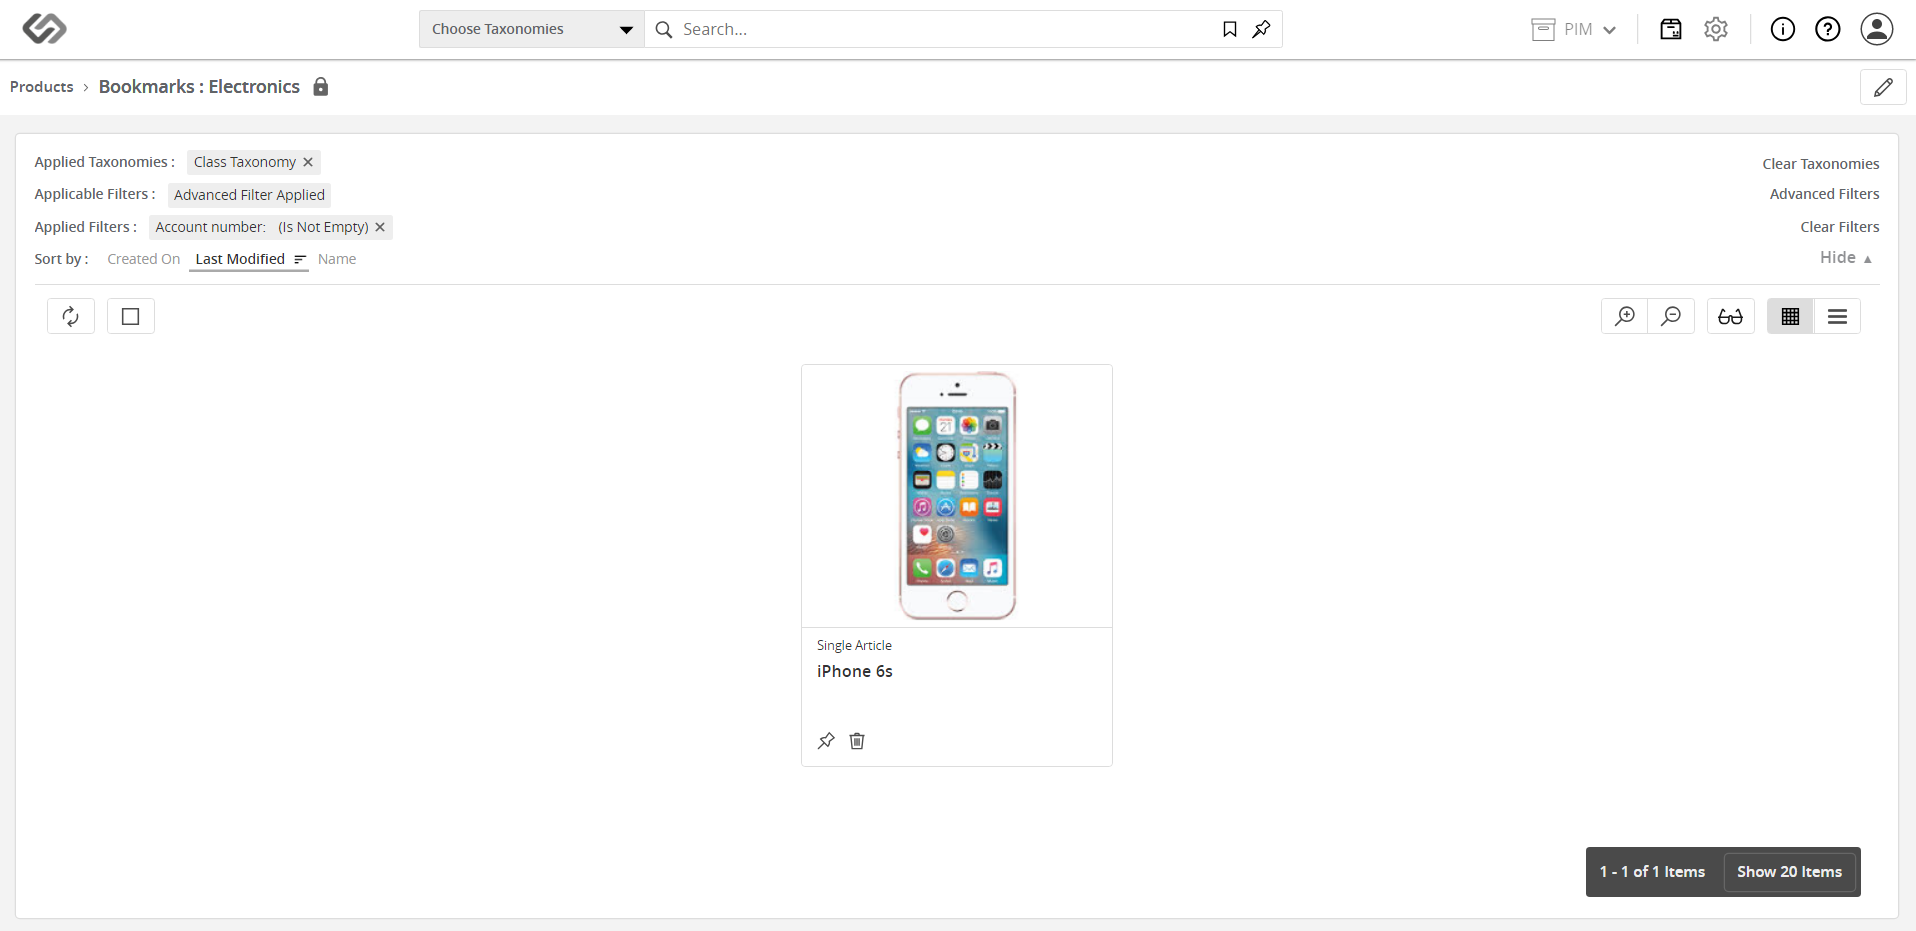 Choose Taxonomies
Search...
PIM
Products › Bookmarks : Electronics
Applied Taxonomies : Class Taxonomy ✕
Clear Taxonomies
Applicable Filters : Advanced Filter Applied
Advanced Filters
Applied Filters : Account number: (Is Not Empty) ✕
Clear Filters
Sort by : Created On Last Modified Name
Hide ▲
21
Single Article
iPhone 6s
1 - 1 of 1 Items
Show 20 Items